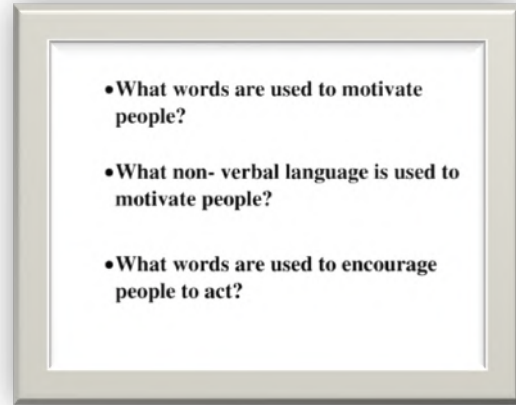 •What words are used to motivate
people?
•What non- verbal language is used to
motivate people?
•What words are used to encourage
people to act?